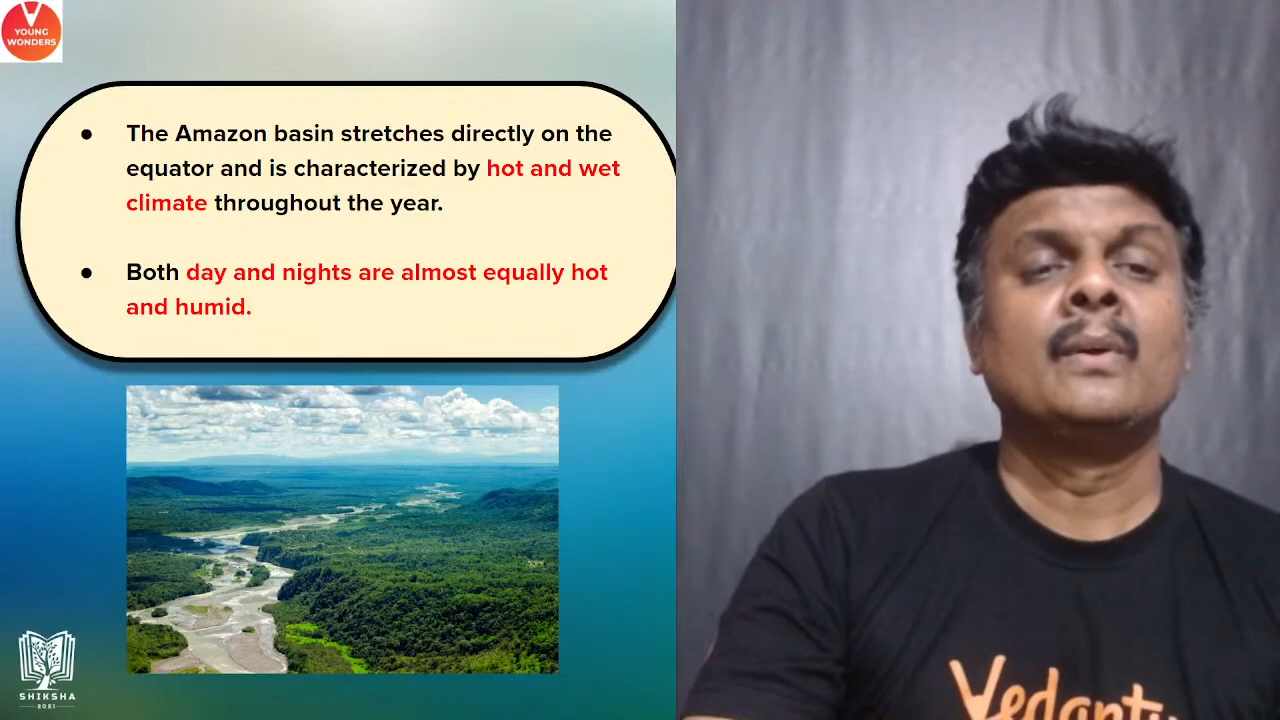 YOUNG
WONDERS
● The Amazon basin stretches directly on the
equator and is characterized by hot and wet
climate throughout the year.
● Both day and nights are almost equally hot
and humid.
SHIKSHA